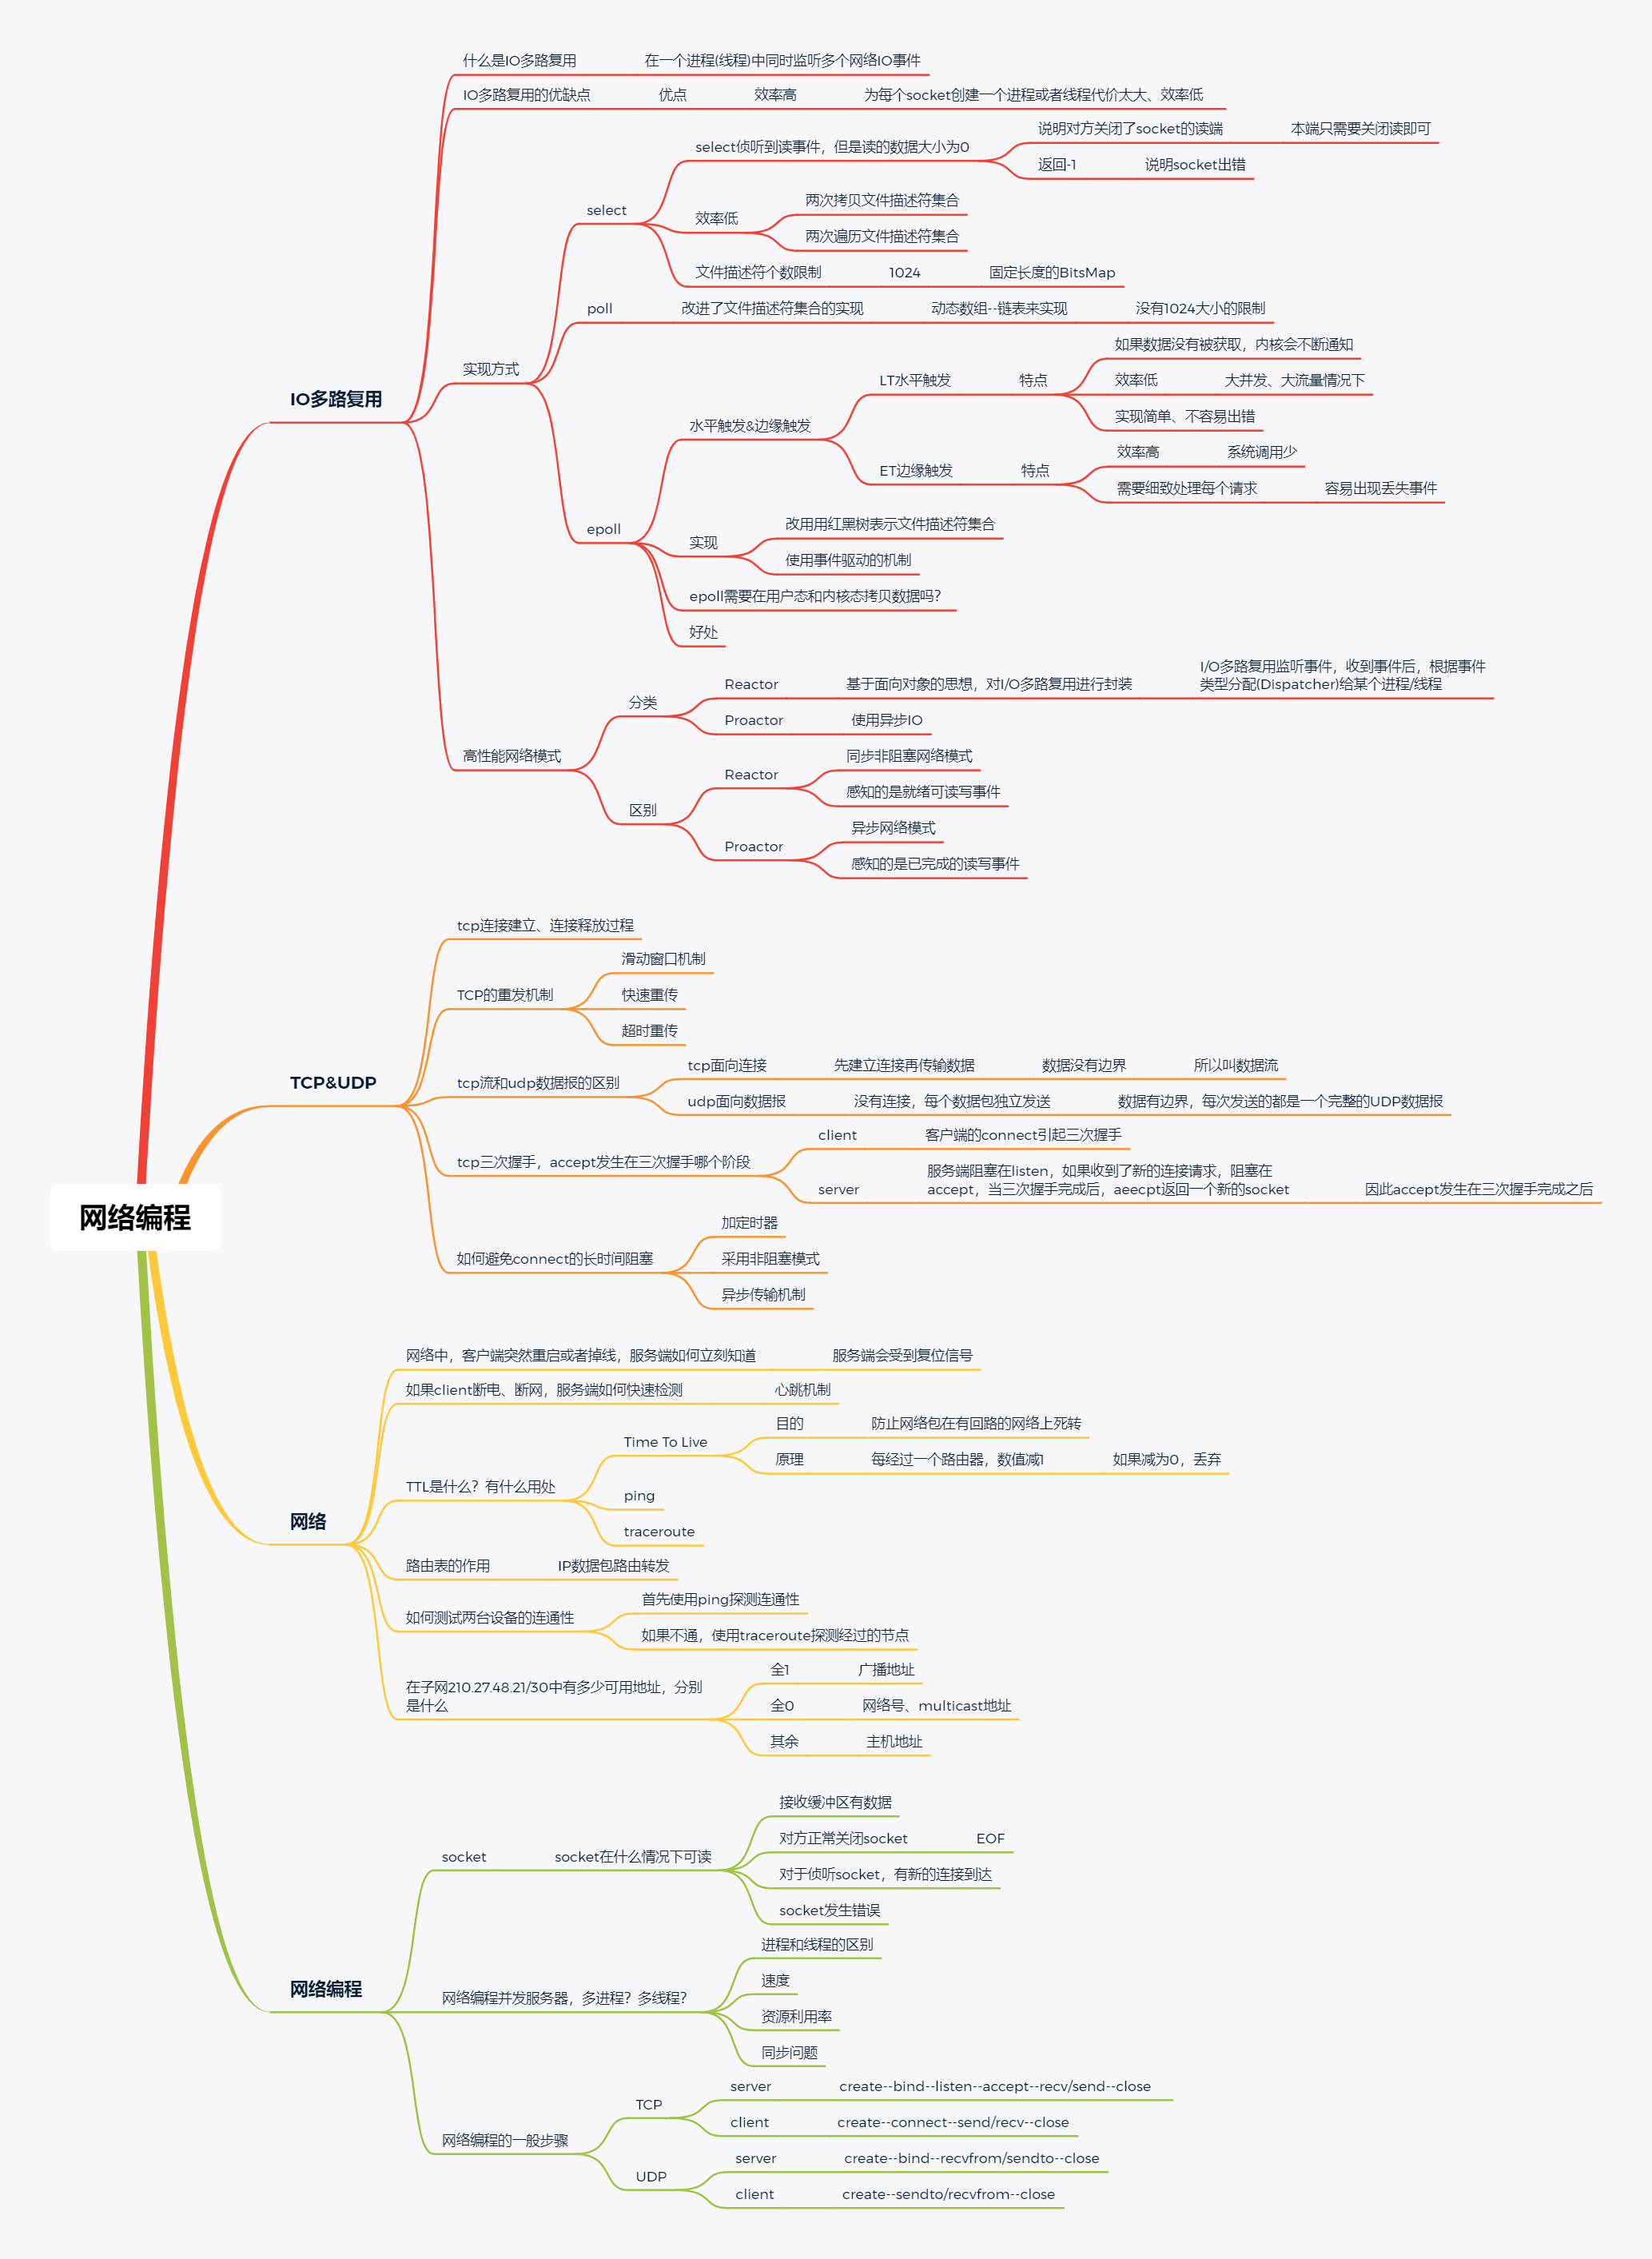 什么是IO多路复用
在一个进程(线程)中同时监听多个网络IO事件
IO多路复用的优缺点
优点
效率高
为每个socket创建一个进程或者线程代价太大、效率低
说明对方关闭了socket的读端
本端只需要关闭读即可
select侦听到读事件，但是读的数据大小为0
返回-1
说明socket出错
select
两次拷贝文件描述符集合
效率低
两次遍历文件描述符集合
文件描述符个数限制
1024
固定长度的BitsMap
poll
改进了文件描述符集合的实现
动态数组--链表来实现
没有1024大小的限制
实现方式
如果数据没有被获取，内核会不断通知
LT水平触发
特点
效率低
大并发、大流量情况下
IO多路复用
实现简单、不容易出错
水平触发&边缘触发
效率高
系统调用少
ET边缘触发
特点
需要细致处理每个请求
容易出现丢失事件
epoll
改用用红黑树表示文件描述符集合
实现
使用事件驱动的机制
epoll需要在用户态和内核态拷贝数据吗？
好处
分类
Reactor
基于面向对象的思想，对I/O多路复用进行封装
I/O多路复用监听事件，收到事件后，根据事件
类型分配(Dispatcher)给某个进程/线程
Proactor
使用异步IO
高性能网络模式
Reactor
同步非阻塞网络模式
感知的是就绪可读写事件
区别
异步网络模式
Proactor
感知的是已完成的读写事件
tcp连接建立、连接释放过程
滑动窗口机制
TCP的重发机制
快速重传
超时重传
TCP&UDP
tcp流和udp数据报的区别
tcp面向连接
先建立连接再传输数据
数据没有边界
所以叫数据流
udp面向数据报
没有连接，每个数据包独立发送
数据有边界，每次发送的都是一个完整的UDP数据报
client
客户端的connect引起三次握手
tcp三次握手，accept发生在三次握手哪个阶段
server
服务端阻塞在listen，如果收到了新的连接请求，阻塞在
accept，当三次握手完成后，aeecpt返回一个新的socket
因此accept发生在三次握手完成之后
网络编程
加定时器
如何避免connect的长时间阻塞
采用非阻塞模式
异步传输机制
网络中，客户端突然重启或者掉线，服务端如何立刻知道
服务端会受到复位信号
如果client断电、断网，服务端如何快速检测
心跳机制
目的
防止网络包在有回路的网络上死转
Time To Live
原理
每经过一个路由器，数值减1
如果减为0，丢弃
TTL是什么？有什么用处
ping
traceroute
网络
路由表的作用
IP数据包路由转发
首先使用ping探测连通性
如何测试两台设备的连通性
如果不通，使用traceroute探测经过的节点
全1
广播地址
在子网210.27.48.21/30中有多少可用地址，分别
是什么
全0
网络号、multicast地址
其余
主机地址
接收缓冲区有数据
对方正常关闭socket
EOF
socket
socket在什么情况下可读
对于侦听socket，有新的连接到达
socket发生错误
进程和线程的区别
速度
网络编程
网络编程并发服务器，多进程？多线程？
资源利用率
同步问题
server
create--bind--listen--accept--recv/send--close
TCP
client
create--connect--send/recv--close
网络编程的一般步骤
server
create--bind--recvfrom/sendto--close
UDP
client
create--sendto/recvfrom--close